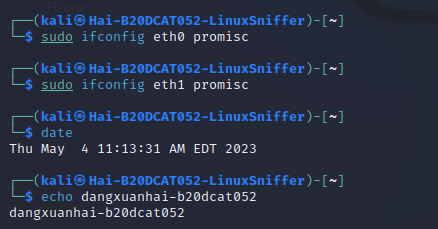 Home
┌──(kali㉿Hai-B20DCAT052-LinuxSniffer)-[~]
└─$ sudo ifconfig eth0 promisc
┌──(kali㉿Hai-B20DCAT052-LinuxSniffer)-[~]
└─$ sudo ifconfig eth1 promisc
┌──(kali㉿Hai-B20DCAT052-LinuxSniffer)-[~]
└─$ date
Thu May  4 11:13:31 AM EDT 2023
┌──(kali㉿Hai-B20DCAT052-LinuxSniffer)-[~]
└─$ echo dangxuanhai-b20dcat052
dangxuanhai-b20dcat052